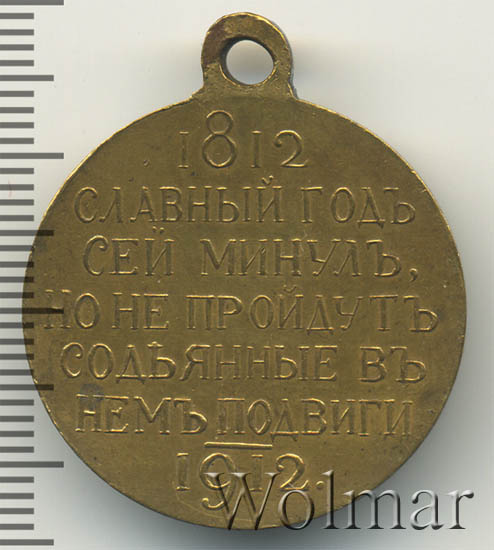 1812
СЛАВНЫЙ ГОДЪ
СЕЙ МИНУЛЪ,
НО НЕ ПРОЙДУТЪ
СОДѢЯННЫЕ ВЪ
НЕМЪ ПОДВИГИ
1912.
Wolmar